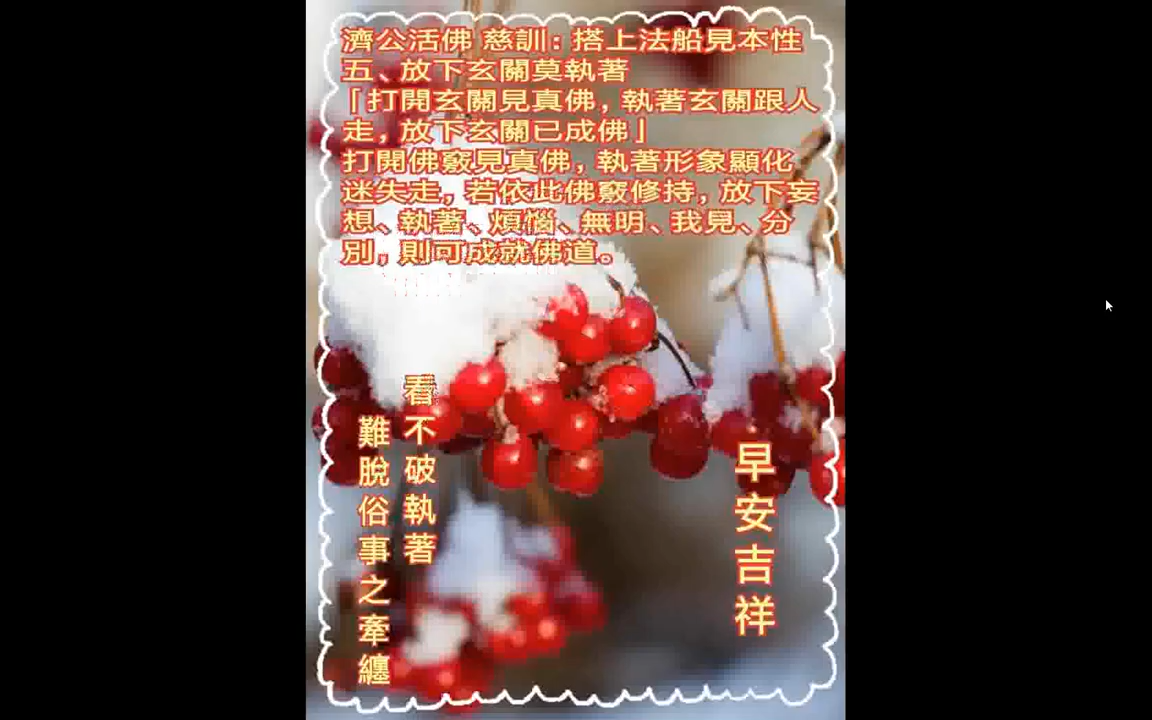 濟公活佛 慈訓：搭上法船見本性
五、放下玄關莫執著
「打開玄關見真佛，執著玄關跟人
走，放下玄關已成佛」
打開佛竅見真佛，執著形象顯化
迷失走，若依此佛竅修持，放下妄
想、執著、煩惱、無明、我見、分
別，則可成就佛道。
看不破執著
難脫俗事之牽纏
早安吉祥